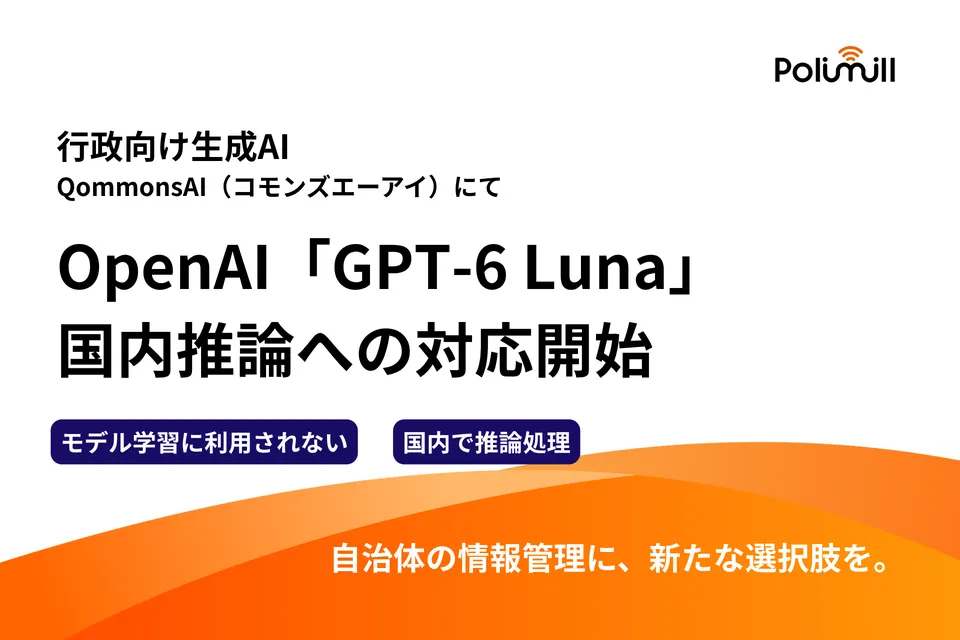 Polimill
行政向け生成AI
QommonsAI（コモンズエーアイ）にて
OpenAI「GPT-6 Luna」
国内推論への対応開始
モデル学習に利用されない
国内で推論処理
自治体の情報管理に、新たな選択肢を。